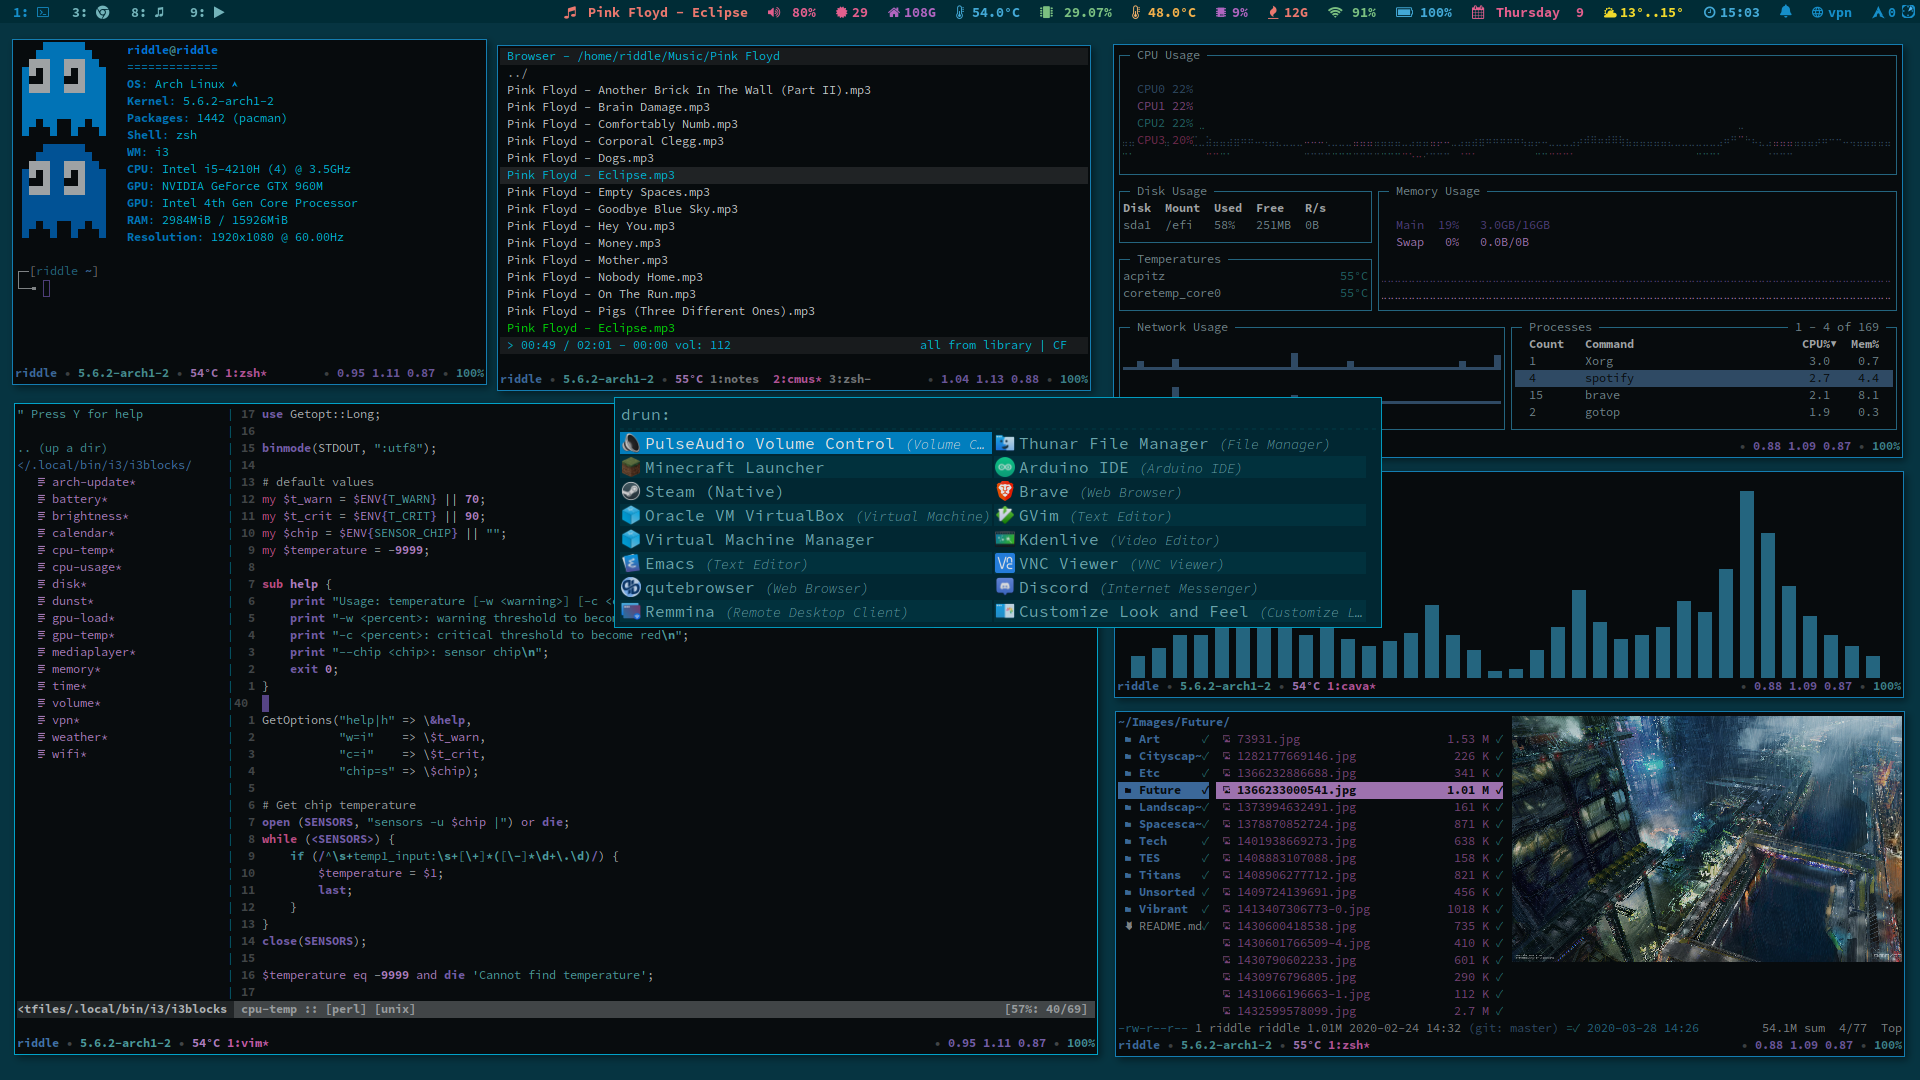 1: 3: 8: 9: Pink Floyd - Eclipse 80% 29 108G 54.0°C 29.07% 48.0°C 9% 12G 91% 100% Thursday 9 13°..15° 15:03 vpn 0
riddle@riddle
-------------
OS: Arch Linux
Kernel: 5.6.2-arch1-2
Packages: 1442 (pacman)
Shell: zsh
WM: i3
CPU: Intel i5-4210H (4) @ 3.5GHz
GPU: NVIDIA GeForce GTX 960M
GPU: Intel 4th Gen Core Processor
RAM: 2984MiB / 15926MiB
Resolution: 1920x1080 @ 60.00Hz
[riddle ~]
riddle • 5.6.2-arch1-2 • 54°C 1:zsh* • 0.95 1.11 0.87 • 100%
Browser - /home/riddle/Music/Pink Floyd
../
Pink Floyd - Another Brick In The Wall (Part II).mp3
Pink Floyd - Brain Damage.mp3
Pink Floyd - Comfortably Numb.mp3
Pink Floyd - Corporal Clegg.mp3
Pink Floyd - Dogs.mp3
Pink Floyd - Eclipse.mp3
Pink Floyd - Empty Spaces.mp3
Pink Floyd - Goodbye Blue Sky.mp3
Pink Floyd - Hey You.mp3
Pink Floyd - Money.mp3
Pink Floyd - Mother.mp3
Pink Floyd - Nobody Home.mp3
Pink Floyd - On The Run.mp3
Pink Floyd - Pigs (Three Different Ones).mp3
Pink Floyd - Eclipse.mp3
> 00:49 / 02:01 - 00:00 vol: 112 all from library | CF
riddle • 5.6.2-arch1-2 • 55°C 1:notes 2:cmus* 3:zsh- • 1.04 1.13 0.88 • 100%
CPU Usage
CPU0 22%
CPU1 22%
CPU2 22%
CPU3 20%
Disk Usage
Disk Mount Used Free R/s
sda1 /efi 58% 251MB 0B
Memory Usage
Main 19% 3.0GB/16GB
Swap 0% 0.0B/0B
Temperatures
acpitz 55°C
coretemp_core0 55°C
Network Usage
Processes 1 - 4 of 169
Count Command CPU%▼ Mem%
1 Xorg 3.0 0.7
4 spotify 2.7 4.4
15 brave 2.1 8.1
2 gotop 1.9 0.3
• 0.88 1.09 0.87 • 100%
drun:
PulseAudio Volume Control (Volume C… Thunar File Manager (File Manager)
Minecraft Launcher Arduino IDE (Arduino IDE)
Steam (Native) Brave (Web Browser)
Oracle VM VirtualBox (Virtual Machine) GVim (Text Editor)
Virtual Machine Manager Kdenlive (Video Editor)
Emacs (Text Editor) VNC Viewer (VNC Viewer)
qutebrowser (Web Browser) Discord (Internet Messenger)
Remmina (Remote Desktop Client) Customize Look and Feel (Customize L…
" Press Y for help
.. (up a dir)
</.local/bin/i3/i3blocks/
arch-update*
battery*
brightness*
calendar*
cpu-temp*
cpu-usage*
disk*
dunst*
gpu-load*
gpu-temp*
mediaplayer*
memory*
time*
volume*
vpn*
weather*
wifi*
17 use Getopt::Long;
16
15 binmode(STDOUT, ":utf8");
14
13 # default values
12 my $t_warn = $ENV{T_WARN} || 70;
11 my $t_crit = $ENV{T_CRIT} || 90;
10 my $chip = $ENV{SENSOR_CHIP} || "";
9 my $temperature = -9999;
8
7 sub help {
6 print "Usage: temperature [-w <warning>] [-c <
5 print "-w <percent>: warning threshold to becom
4 print "-c <percent>: critical threshold to become red\n";
3 print "--chip <chip>: sensor chip\n";
2 exit 0;
1 }
40
1 GetOptions("help|h" => \&help,
2 "w=i" => \$t_warn,
3 "c=i" => \$t_crit,
4 "chip=s" => \$chip);
5
6 # Get chip temperature
7 open (SENSORS, "sensors -u $chip |") or die;
8 while (<SENSORS>) {
9 if (/^\s+temp1_input:\s+[\+]*([\-]*\d+\.\d)/) {
10 $temperature = $1;
11 last;
12 }
13 }
14 close(SENSORS);
15
16 $temperature eq -9999 and die 'Cannot find temperature';
17
<tfiles/.local/bin/i3/i3blocks cpu-temp :: [perl] [unix] [57%: 40/69]
riddle • 5.6.2-arch1-2 • 54°C 1:vim* • 0.95 1.11 0.87 • 100%
riddle • 5.6.2-arch1-2 • 54°C 1:cava* • 0.88 1.09 0.87 • 100%
~/Images/Future/
Art ✓ 73931.jpg 1.53 M ✓
Cityscap~✓ 1282177669146.jpg 226 K ✓
Etc ✓ 1366232886688.jpg 341 K ✓
Future ✓ 1366233000541.jpg 1.01 M ✓
Landscap~✓ 1373994632491.jpg 161 K ✓
Spacesca~✓ 1378870852724.jpg 871 K ✓
Tech ✓ 1401938669273.jpg 638 K ✓
TES ✓ 1408883107088.jpg 158 K ✓
Titans ✓ 1408906277712.jpg 821 K ✓
Unsorted ✓ 1409724139691.jpg 456 K ✓
Vibrant ✓ 1413407306773-0.jpg 1018 K ✓
README.md✓ 1430600418538.jpg 735 K ✓
1430601766509-4.jpg 410 K ✓
1430790602233.jpg 601 K ✓
1430976796805.jpg 290 K ✓
1431066196663-1.jpg 112 K ✓
1432599578099.jpg 2.7 M ✓
-rw-r--r-- 1 riddle riddle 1.01M 2020-02-24 14:32 (git: master) =✓ 2020-03-28 14:26 54.1M sum 4/77 Top
riddle • 5.6.2-arch1-2 • 55°C 1:zsh* • 0.88 1.09 0.87 • 100%